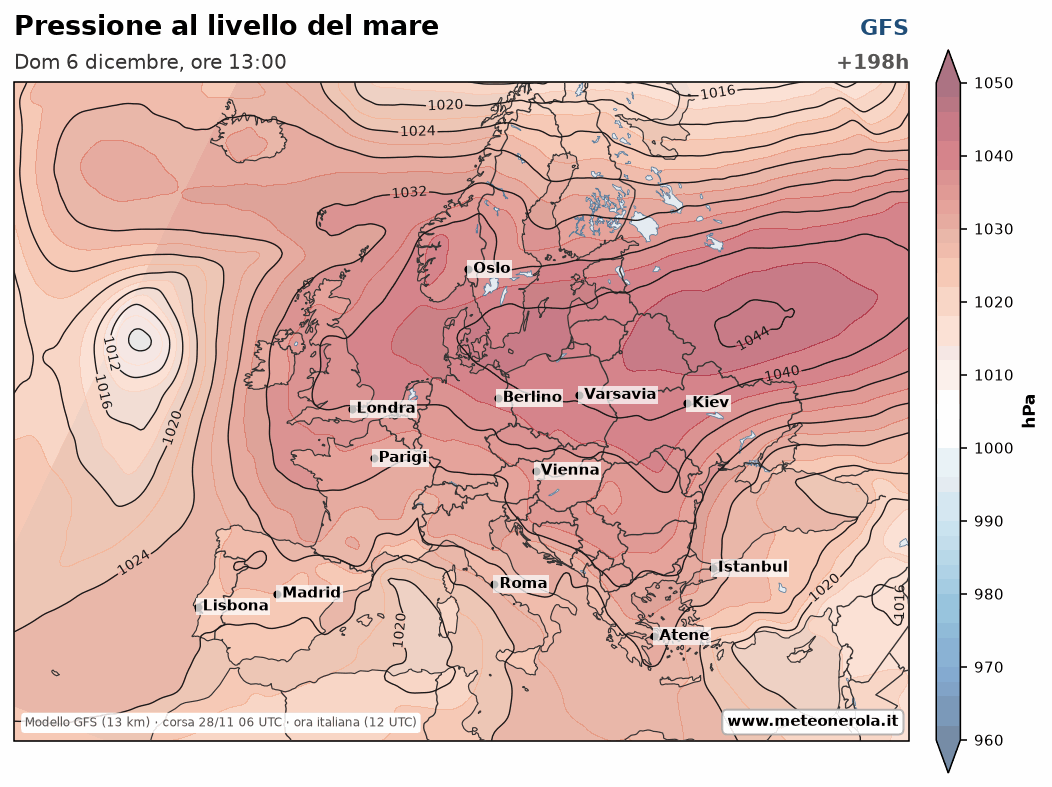 Pressione al livello del mare
GFS
Dom 6 dicembre, ore 13:00
+198h
1020
1016
1024
1032
Oslo
1012
1016
1020
1044
1040
Londra
Berlino
Varsavia
Kiev
Parigi
Vienna
1024
Istanbul
Roma
Madrid
Lisbona
1020
1016
1020
Atene
Modello GFS (13 km) · corsa 28/11 06 UTC · ora italiana (12 UTC)
www.meteonerola.it
1050
1040
1030
1020
1010
1000
990
980
970
960
hPa